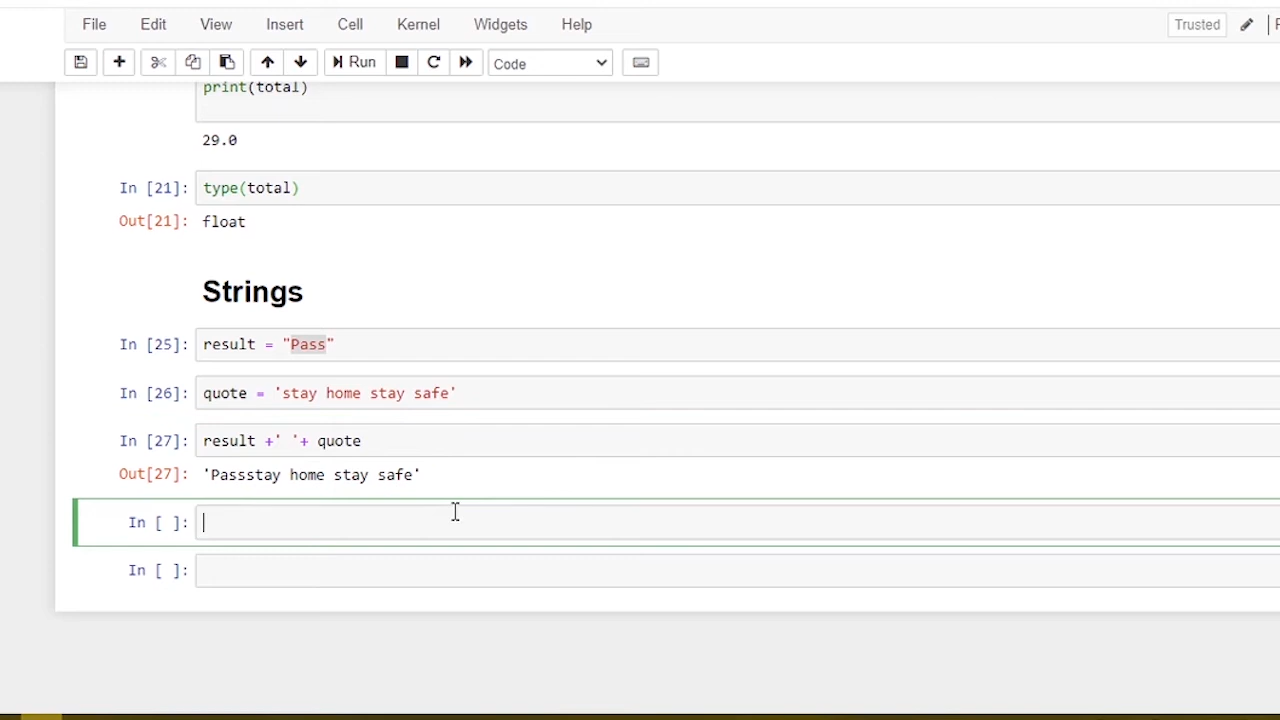 File Edit View Insert Cell Kernel Widgets Help Trusted
Run Code
print(total)
29.0
In [21]: type(total)
Out[21]: float
Strings
In [25]: result = "Pass"
In [26]: quote = 'stay home stay safe'
In [27]: result +' '+ quote
Out[27]: 'Passstay home stay safe'
In [ ]:
In [ ]: